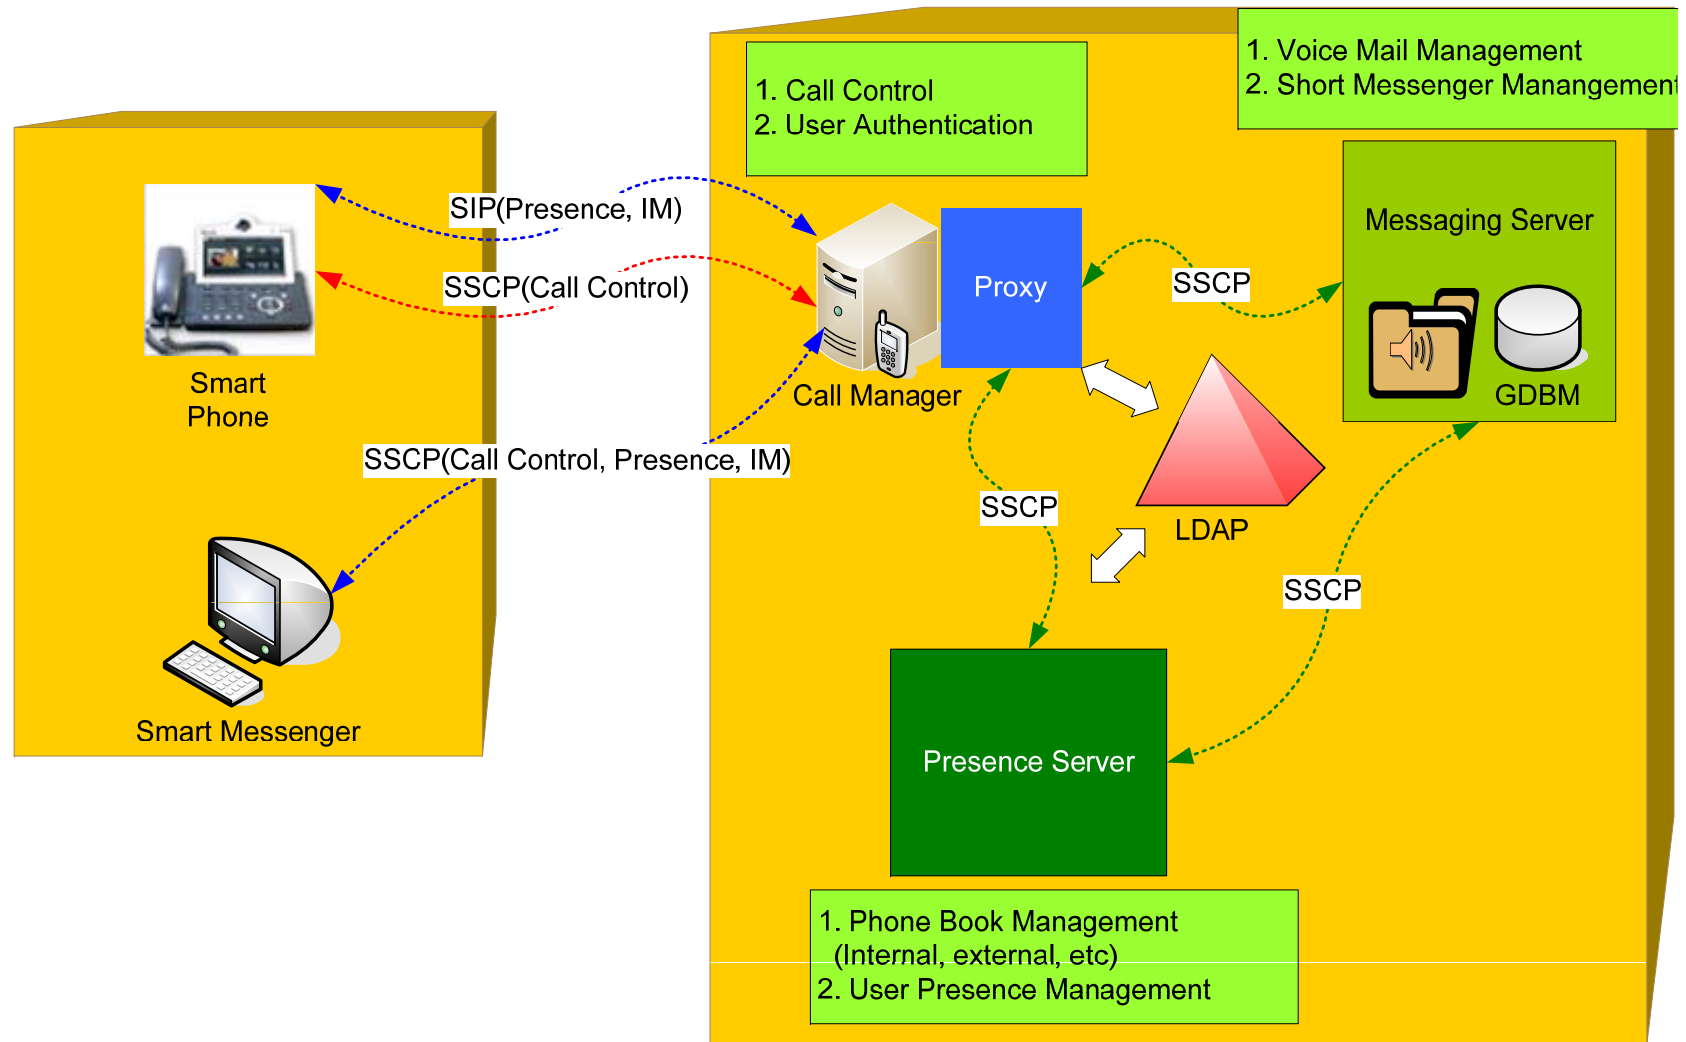 1. Voice Mail Management
2. Short Messenger Manangement
1. Call Control
2. User Authentication
SIP(Presence, IM)
Messaging Server
SSCP(Call Control)
Proxy
SSCP
Smart
Phone
Call Manager
GDBM
SSCP(Call Control, Presence, IM)
SSCP
LDAP
SSCP
Smart Messenger
Presence Server
1. Phone Book Management
(Internal, external, etc)
2. User Presence Management